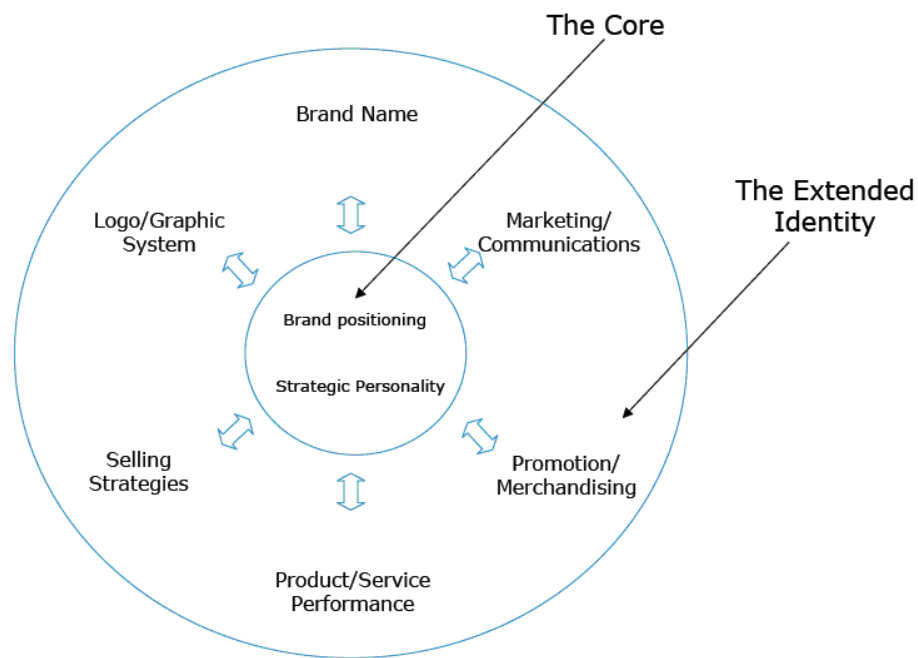 The Core
Brand Name
The Extended
Identity
Logo/Graphic
System
Marketing/
Communications
Brand positioning
Strategic Personality
Selling
Strategies
Promotion/
Merchandising
Product/Service
Performance